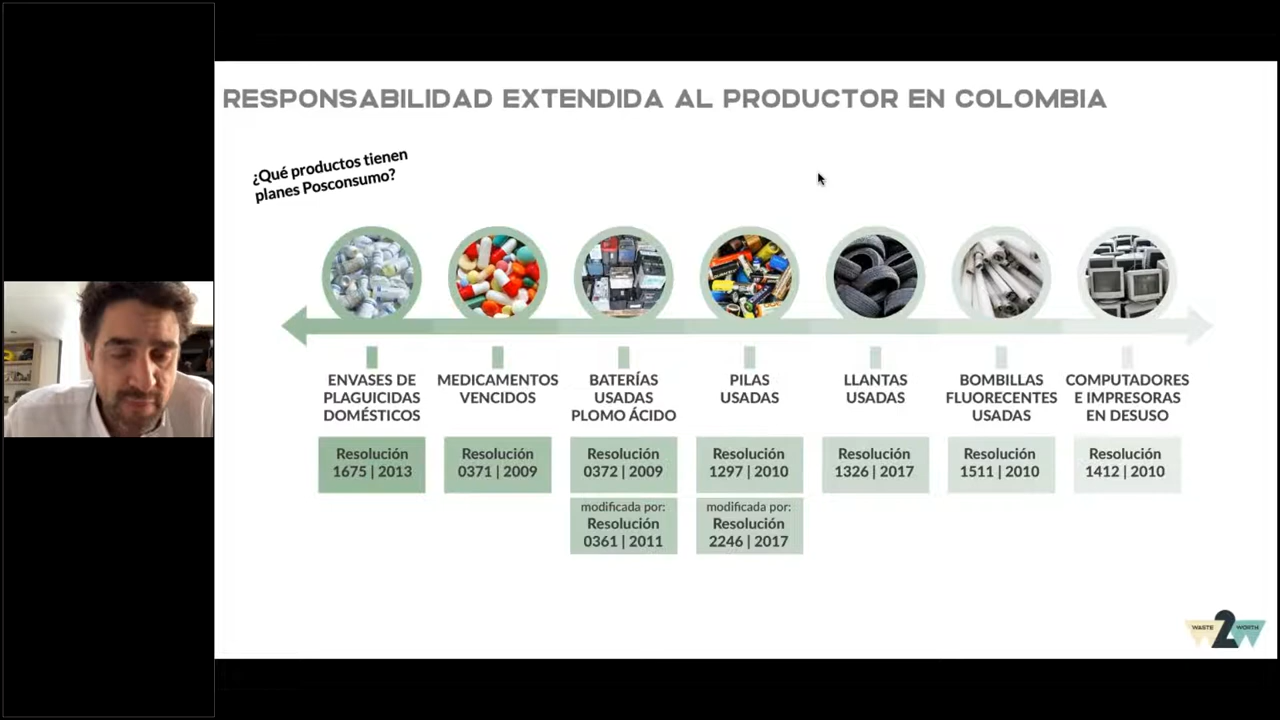 RESPONSABILIDAD EXTENDIDA AL PRODUCTOR EN COLOMBIA
¿Qué productos tienen
planes Posconsumo?
ENVASES DE
PLAGUICIDAS
DOMÉSTICOS
Resolución
1675 | 2013
MEDICAMENTOS
VENCIDOS
Resolución
0371 | 2009
BATERÍAS
USADAS
PLOMO ÁCIDO
Resolución
0372 | 2009
modificada por:
Resolución
0361 | 2011
PILAS
USADAS
Resolución
1297 | 2010
modificada por:
Resolución
2246 | 2017
LLANTAS
USADAS
Resolución
1326 | 2017
BOMBILLAS
FLUORECENTES
USADAS
Resolución
1511 | 2010
COMPUTADORES
E IMPRESORAS
EN DESUSO
Resolución
1412 | 2010
WASTE 2 WORTH